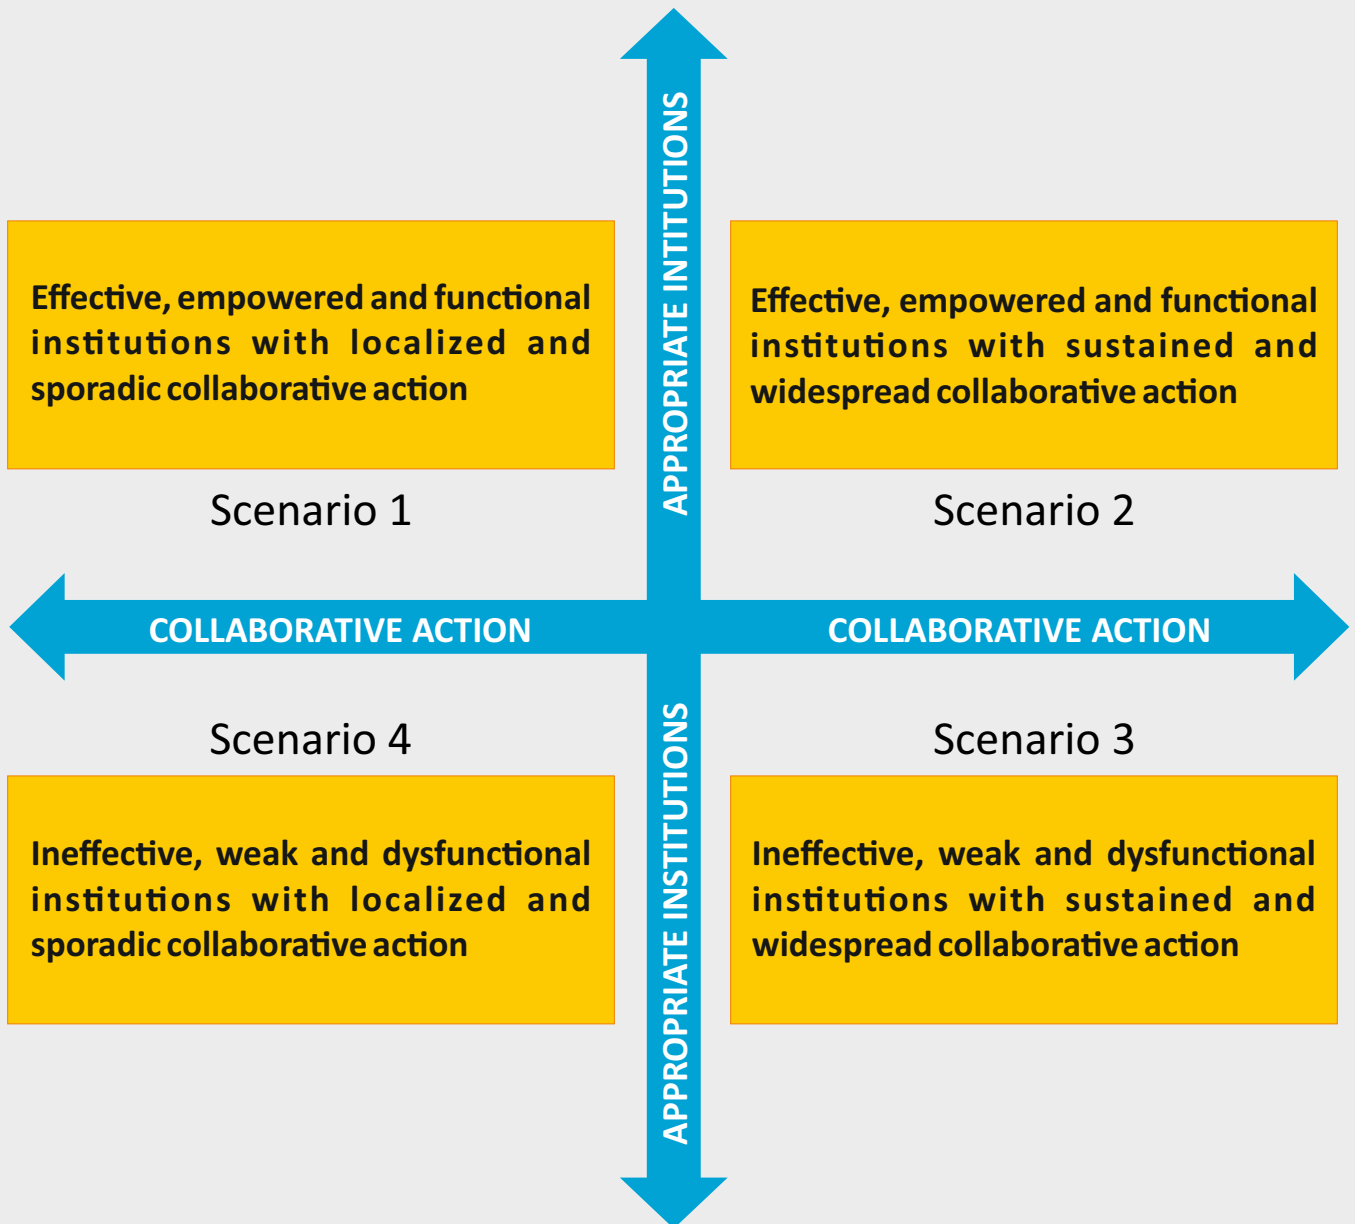 APPROPRIATE INTITUTIONS
Effective, empowered and functional
institutions with localized and
sporadic collaborative action
Scenario 1
Effective, empowered and functional
institutions with sustained and
widespread collaborative action
Scenario 2
COLLABORATIVE ACTION
COLLABORATIVE ACTION
Scenario 4
Ineffective, weak and dysfunctional
institutions with localized and
sporadic collaborative action
APPROPRIATE INSTITUTIONS
Scenario 3
Ineffective, weak and dysfunctional
institutions with sustained and
widespread collaborative action